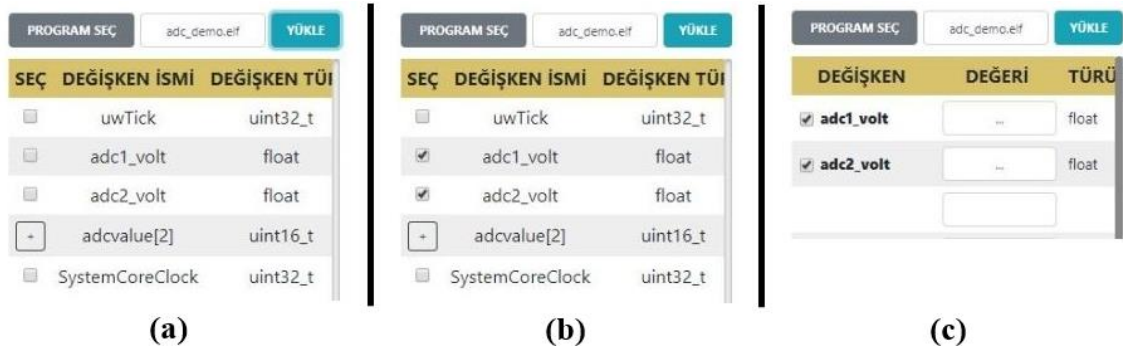 PROGRAM SEÇ adc_demo.elf YÜKLE
SEÇ DEĞİŞKEN İSMİ DEĞİŞKEN TÜ
uwTick uint32_t
adc1_volt float
adc2_volt float
+ adcvalue[2] uint16_t
SystemCoreClock uint32_t
(a)
PROGRAM SEÇ adc_demo.elf YÜKLE
SEÇ DEĞİŞKEN İSMİ DEĞİŞKEN TÜ
uwTick uint32_t
adc1_volt float
adc2_volt float
+ adcvalue[2] uint16_t
SystemCoreClock uint32_t
(b)
PROGRAM SEÇ adc_demo.elf YÜKLE
DEĞİŞKEN DEĞERİ TÜRÜ
adc1_volt ... float
adc2_volt ... float
(c)